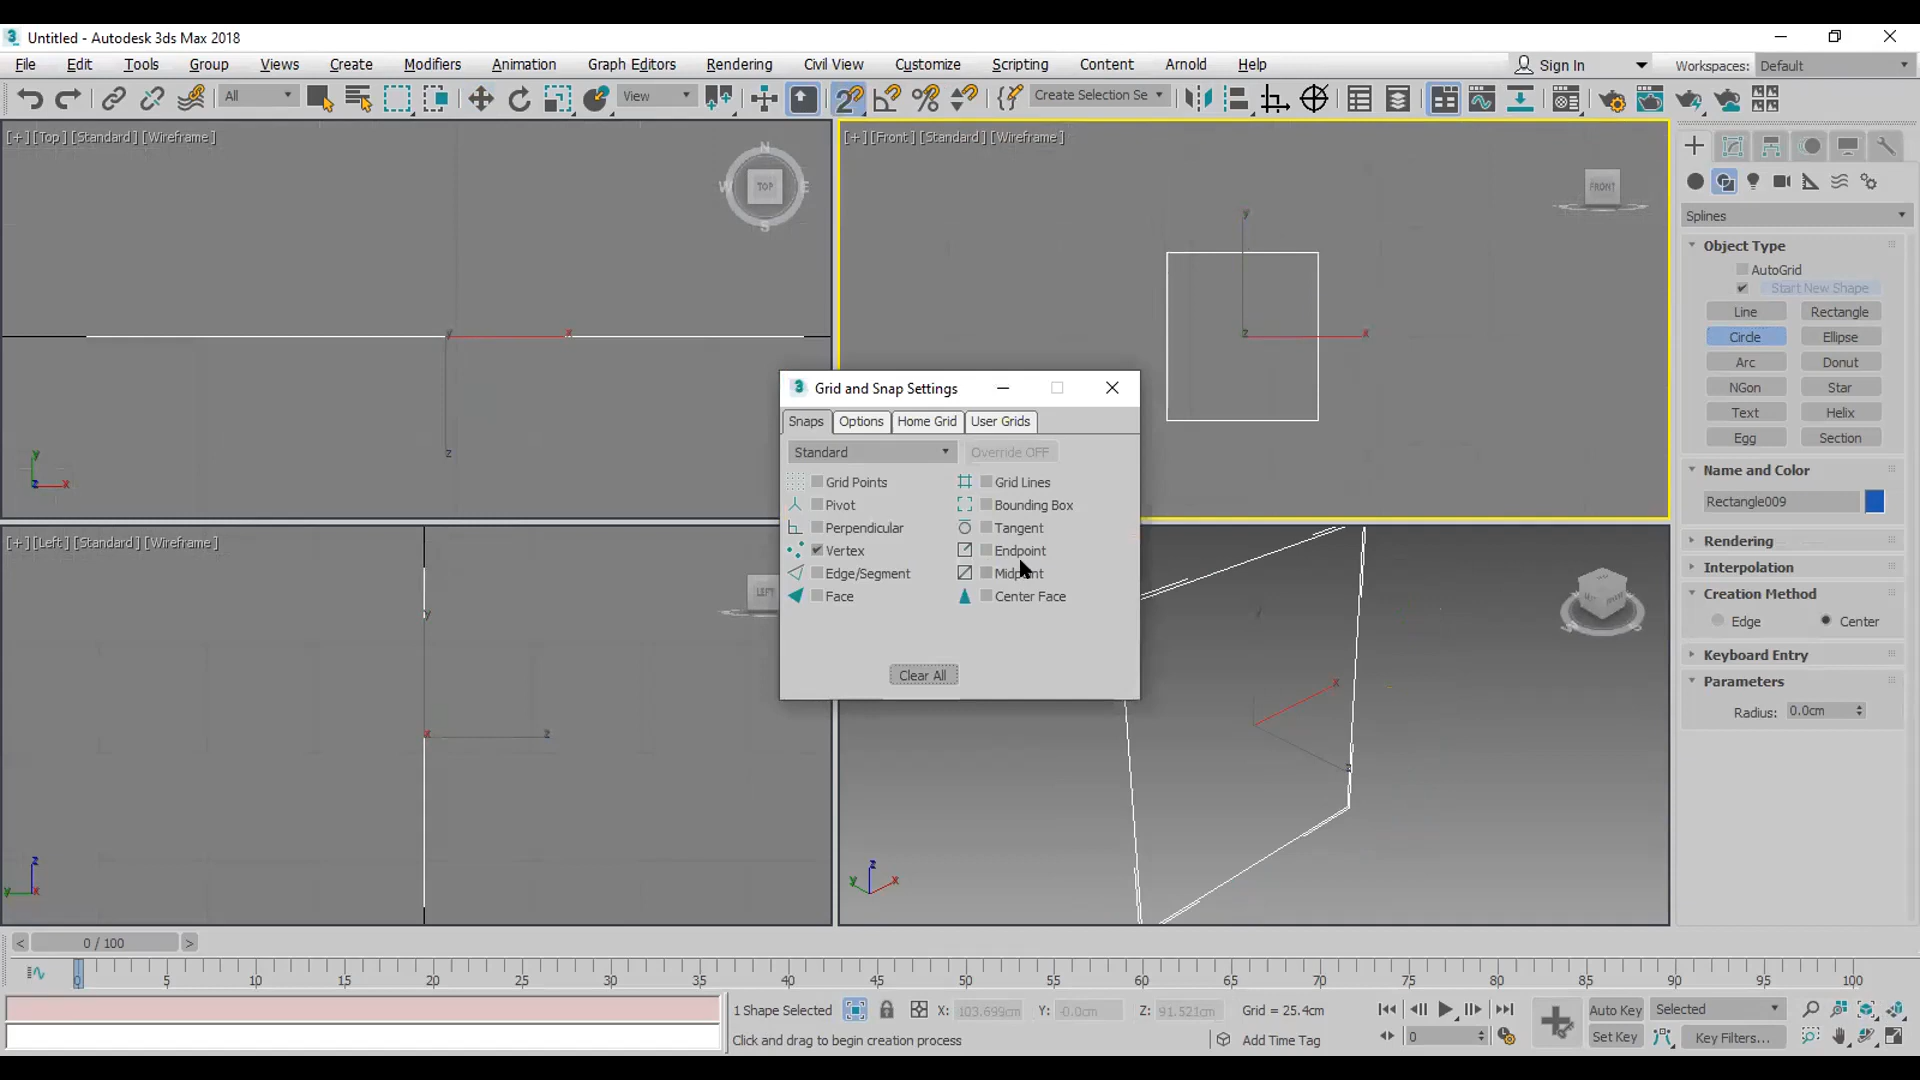 Untitled - Autodesk 3ds Max 2018
File Edit Tools Group Views Create Modifiers Animation Graph Editors Rendering Civil View Customize Scripting Content Arnold Help Sign In Workspaces: Default
All View Create Selection Se
[+] [Top] [Standard] [Wireframe]
N
W TOP E
S
y x
z
y
z x
[+] [Front] [Standard] [Wireframe]
FRONT
y
z x
[+] [Left] [Standard] [Wireframe]
LEFT
y
x z
z
y x
y
x
z
z
y x
Grid and Snap Settings
Snaps Options Home Grid User Grids
Standard Override OFF
Grid Points Grid Lines
Pivot Bounding Box
Perpendicular Tangent
Vertex Endpoint
Edge/Segment
Face Center Face
Clear All
Splines
Object Type
AutoGrid
Start New Shape
Line Rectangle
Circle Ellipse
Arc Donut
NGon Star
Text Helix
Egg Section
Name and Color
Rectangle009
Rendering
Interpolation
Creation Method
Edge Center
Keyboard Entry
Parameters
Radius: 0.0cm
< 0 / 100 >
0 5 10 15 20 25 30 35 40 45 50 55 60 65 70 75 80 85 90 95 100
1 Shape Selected X: 103.699cm Y: -0.0cm Z: 91.521cm Grid = 25.4cm Auto Key Selected
Click and drag to begin creation process Add Time Tag 0 Set Key Key Filters...